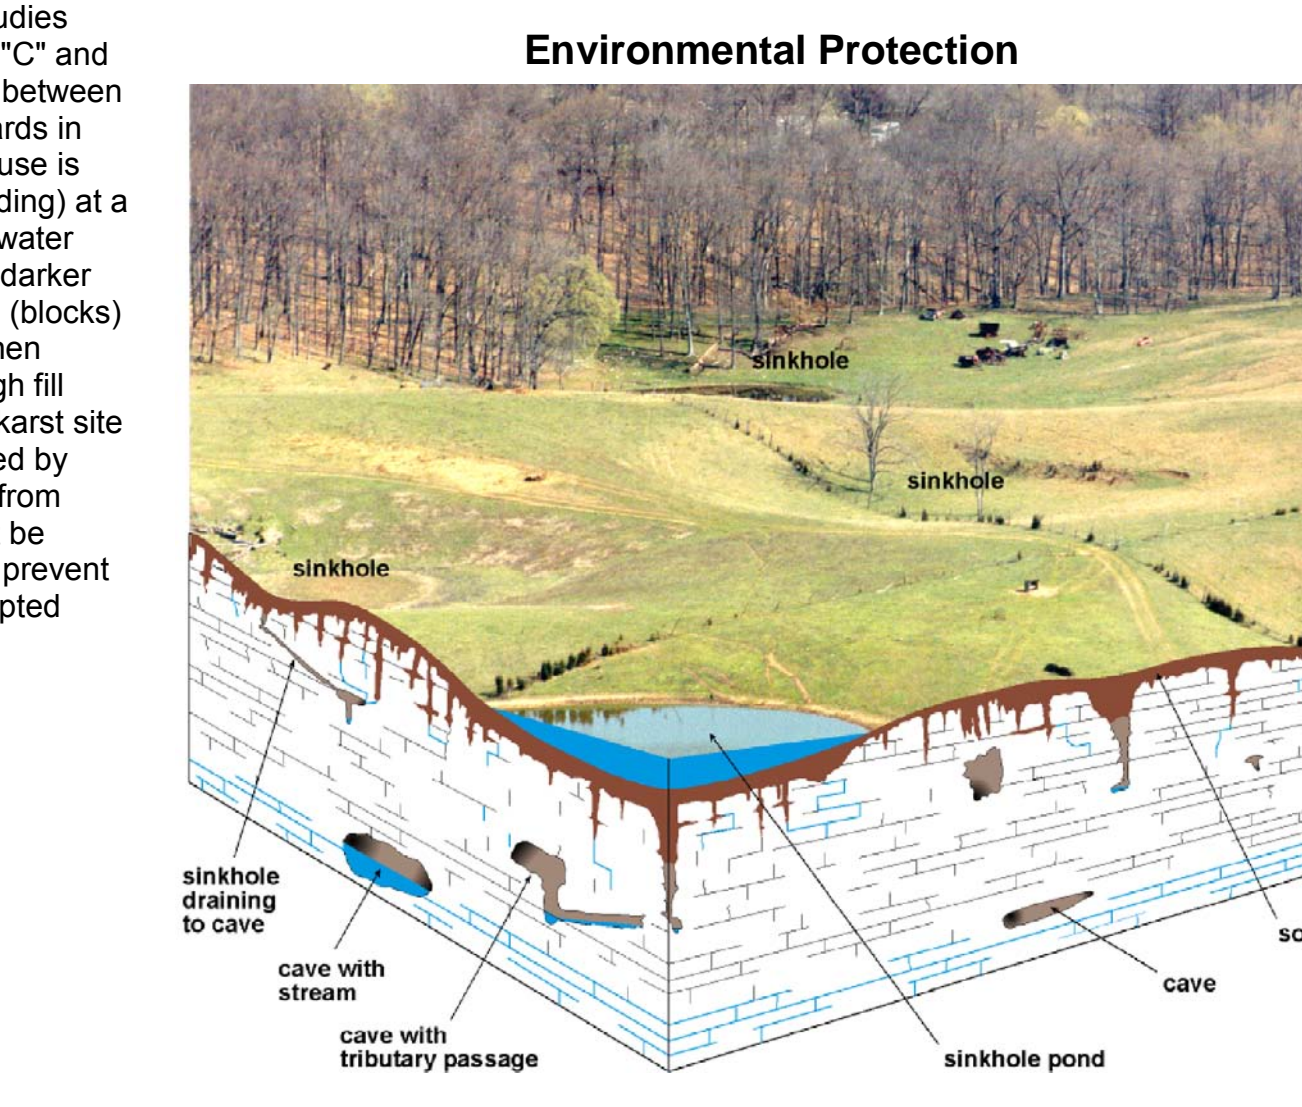 udies
"C" and
between
ards in
use is
ding) at a
water
darker
(blocks)
hen
gh fill
karst site
ed by
from
be
prevent
pted
Environmental Protection
sinkhole
sinkhole
sinkhole
sinkhole
draining
to cave
cave with
stream
cave with
tributary passage
sinkhole pond
cave
so